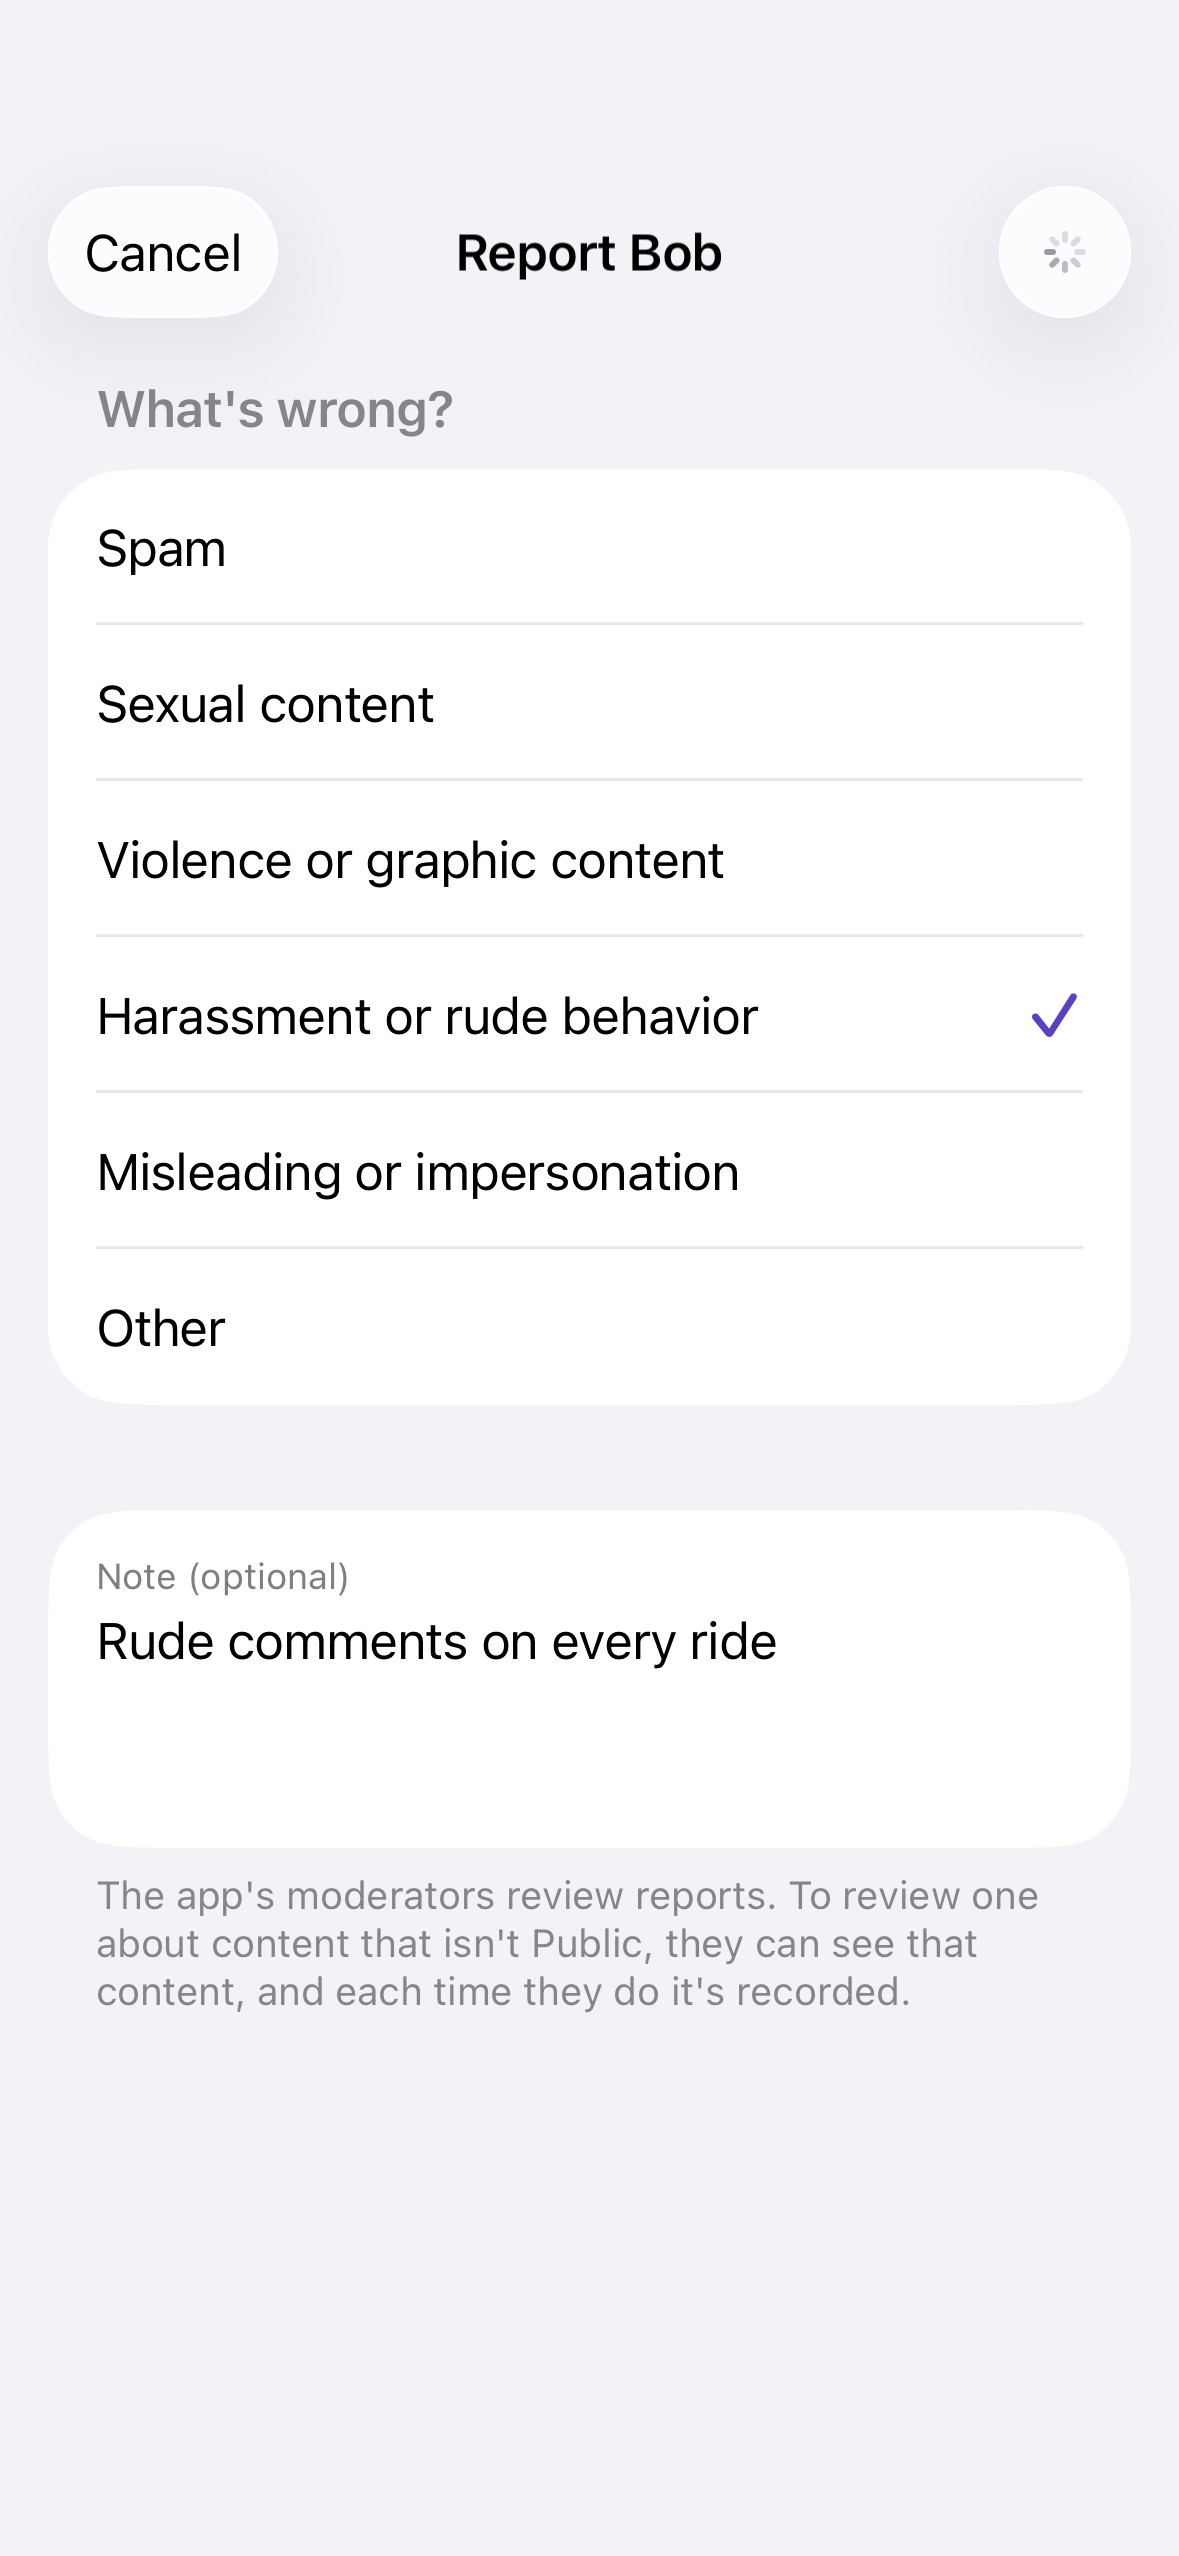 Cancel
Report Bob
What's wrong?
Spam
Sexual content
Violence or graphic content
Harassment or rude behavior
Misleading or impersonation
Other
Note (optional)
Rude comments on every ride
The app's moderators review reports. To review one
about content that isn't Public, they can see that
content, and each time they do it's recorded.